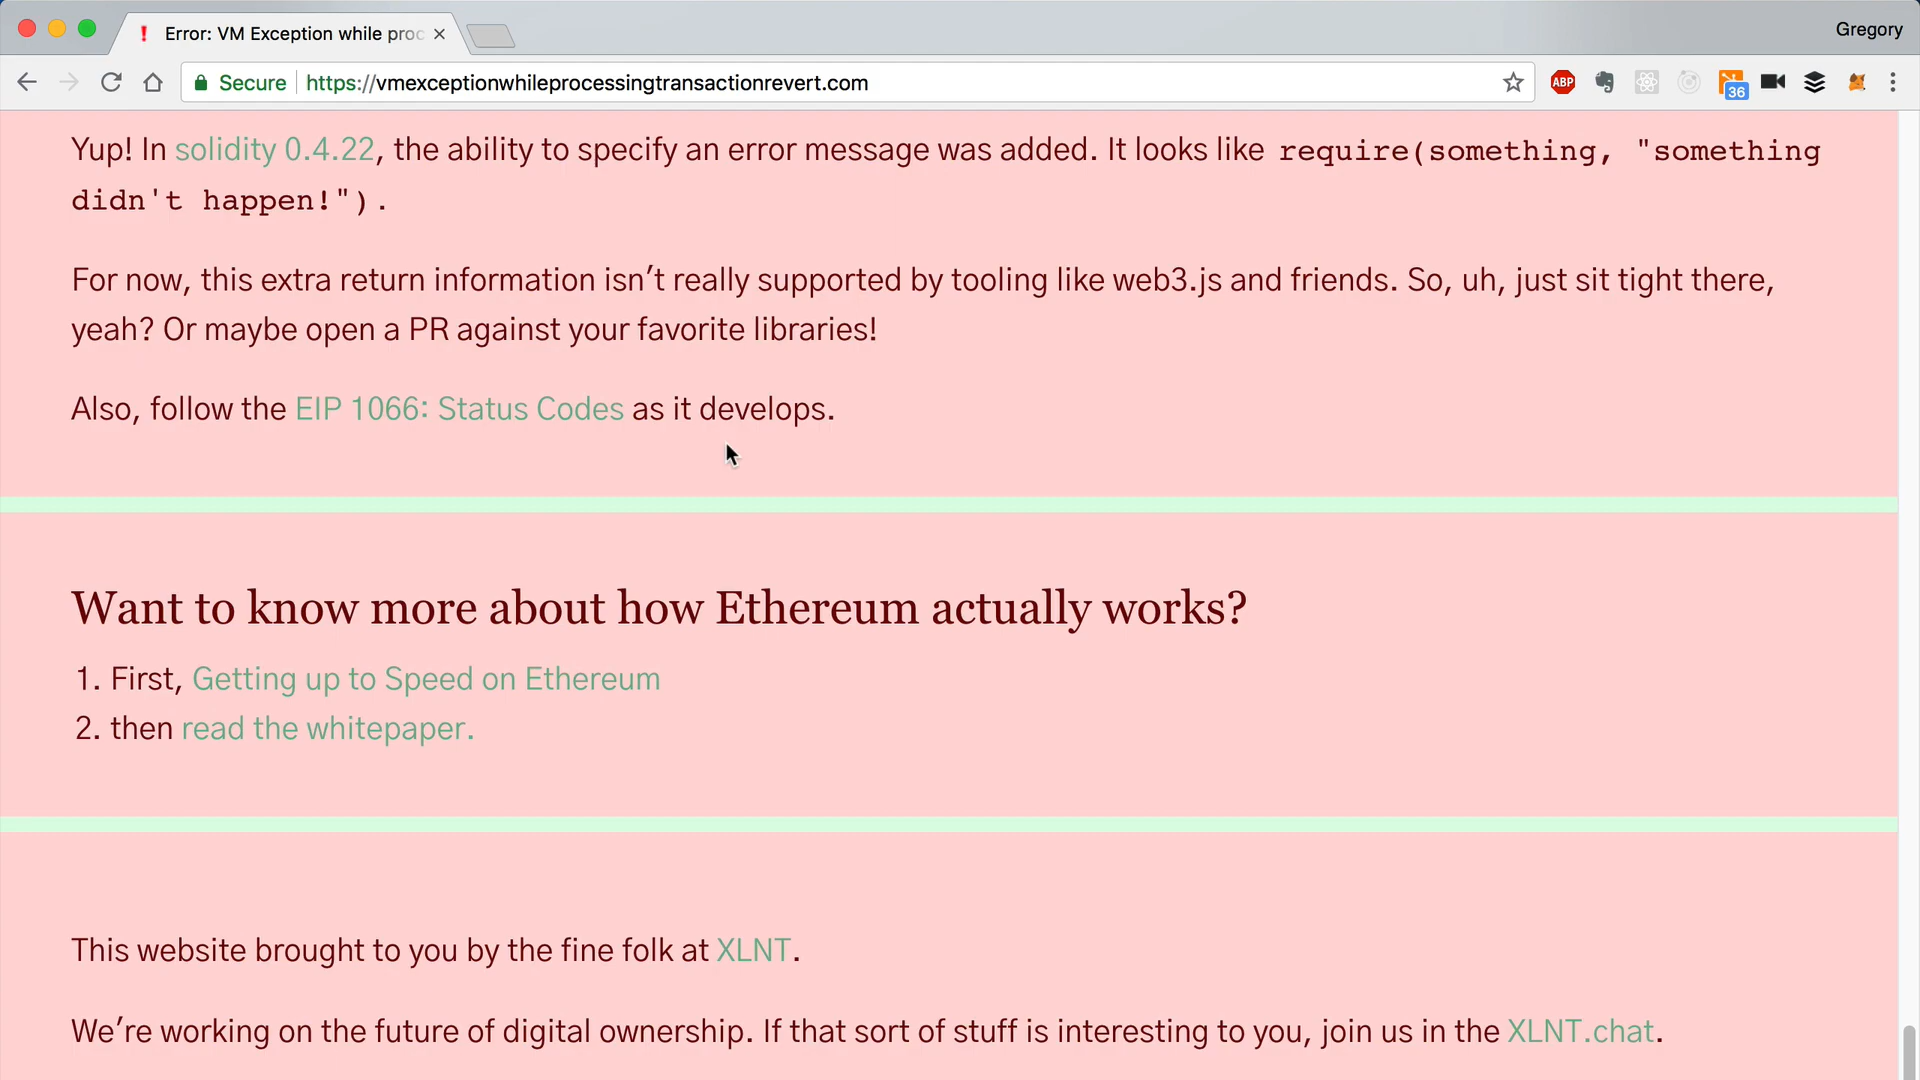 Error: VM Exception while proc
Gregory
Secure https://vmexceptionwhileprocessingtransactionrevert.com
ABP
36
Yup! In solidity 0.4.22, the ability to specify an error message was added. It looks like require(something, "something
didn't happen!").
For now, this extra return information isn’t really supported by tooling like web3.js and friends. So, uh, just sit tight there,
yeah? Or maybe open a PR against your favorite libraries!
Also, follow the EIP 1066: Status Codes as it develops.
Want to know more about how Ethereum actually works?
1. First, Getting up to Speed on Ethereum
2. then read the whitepaper.
This website brought to you by the fine folk at XLNT.
We’re working on the future of digital ownership. If that sort of stuff is interesting to you, join us in the XLNT.chat.